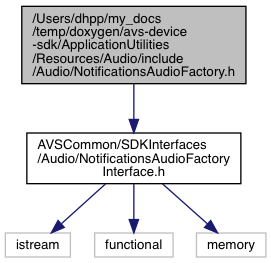 /Users/dhpp/my_docs
/temp/doxygen/avs-device
-sdk/ApplicationUtilities
/Resources/Audio/include
/Audio/NotificationsAudioFactory.h
AVSCommon/SDKInterfaces
/Audio/NotificationsAudioFactory
Interface.h
istream
functional
memory